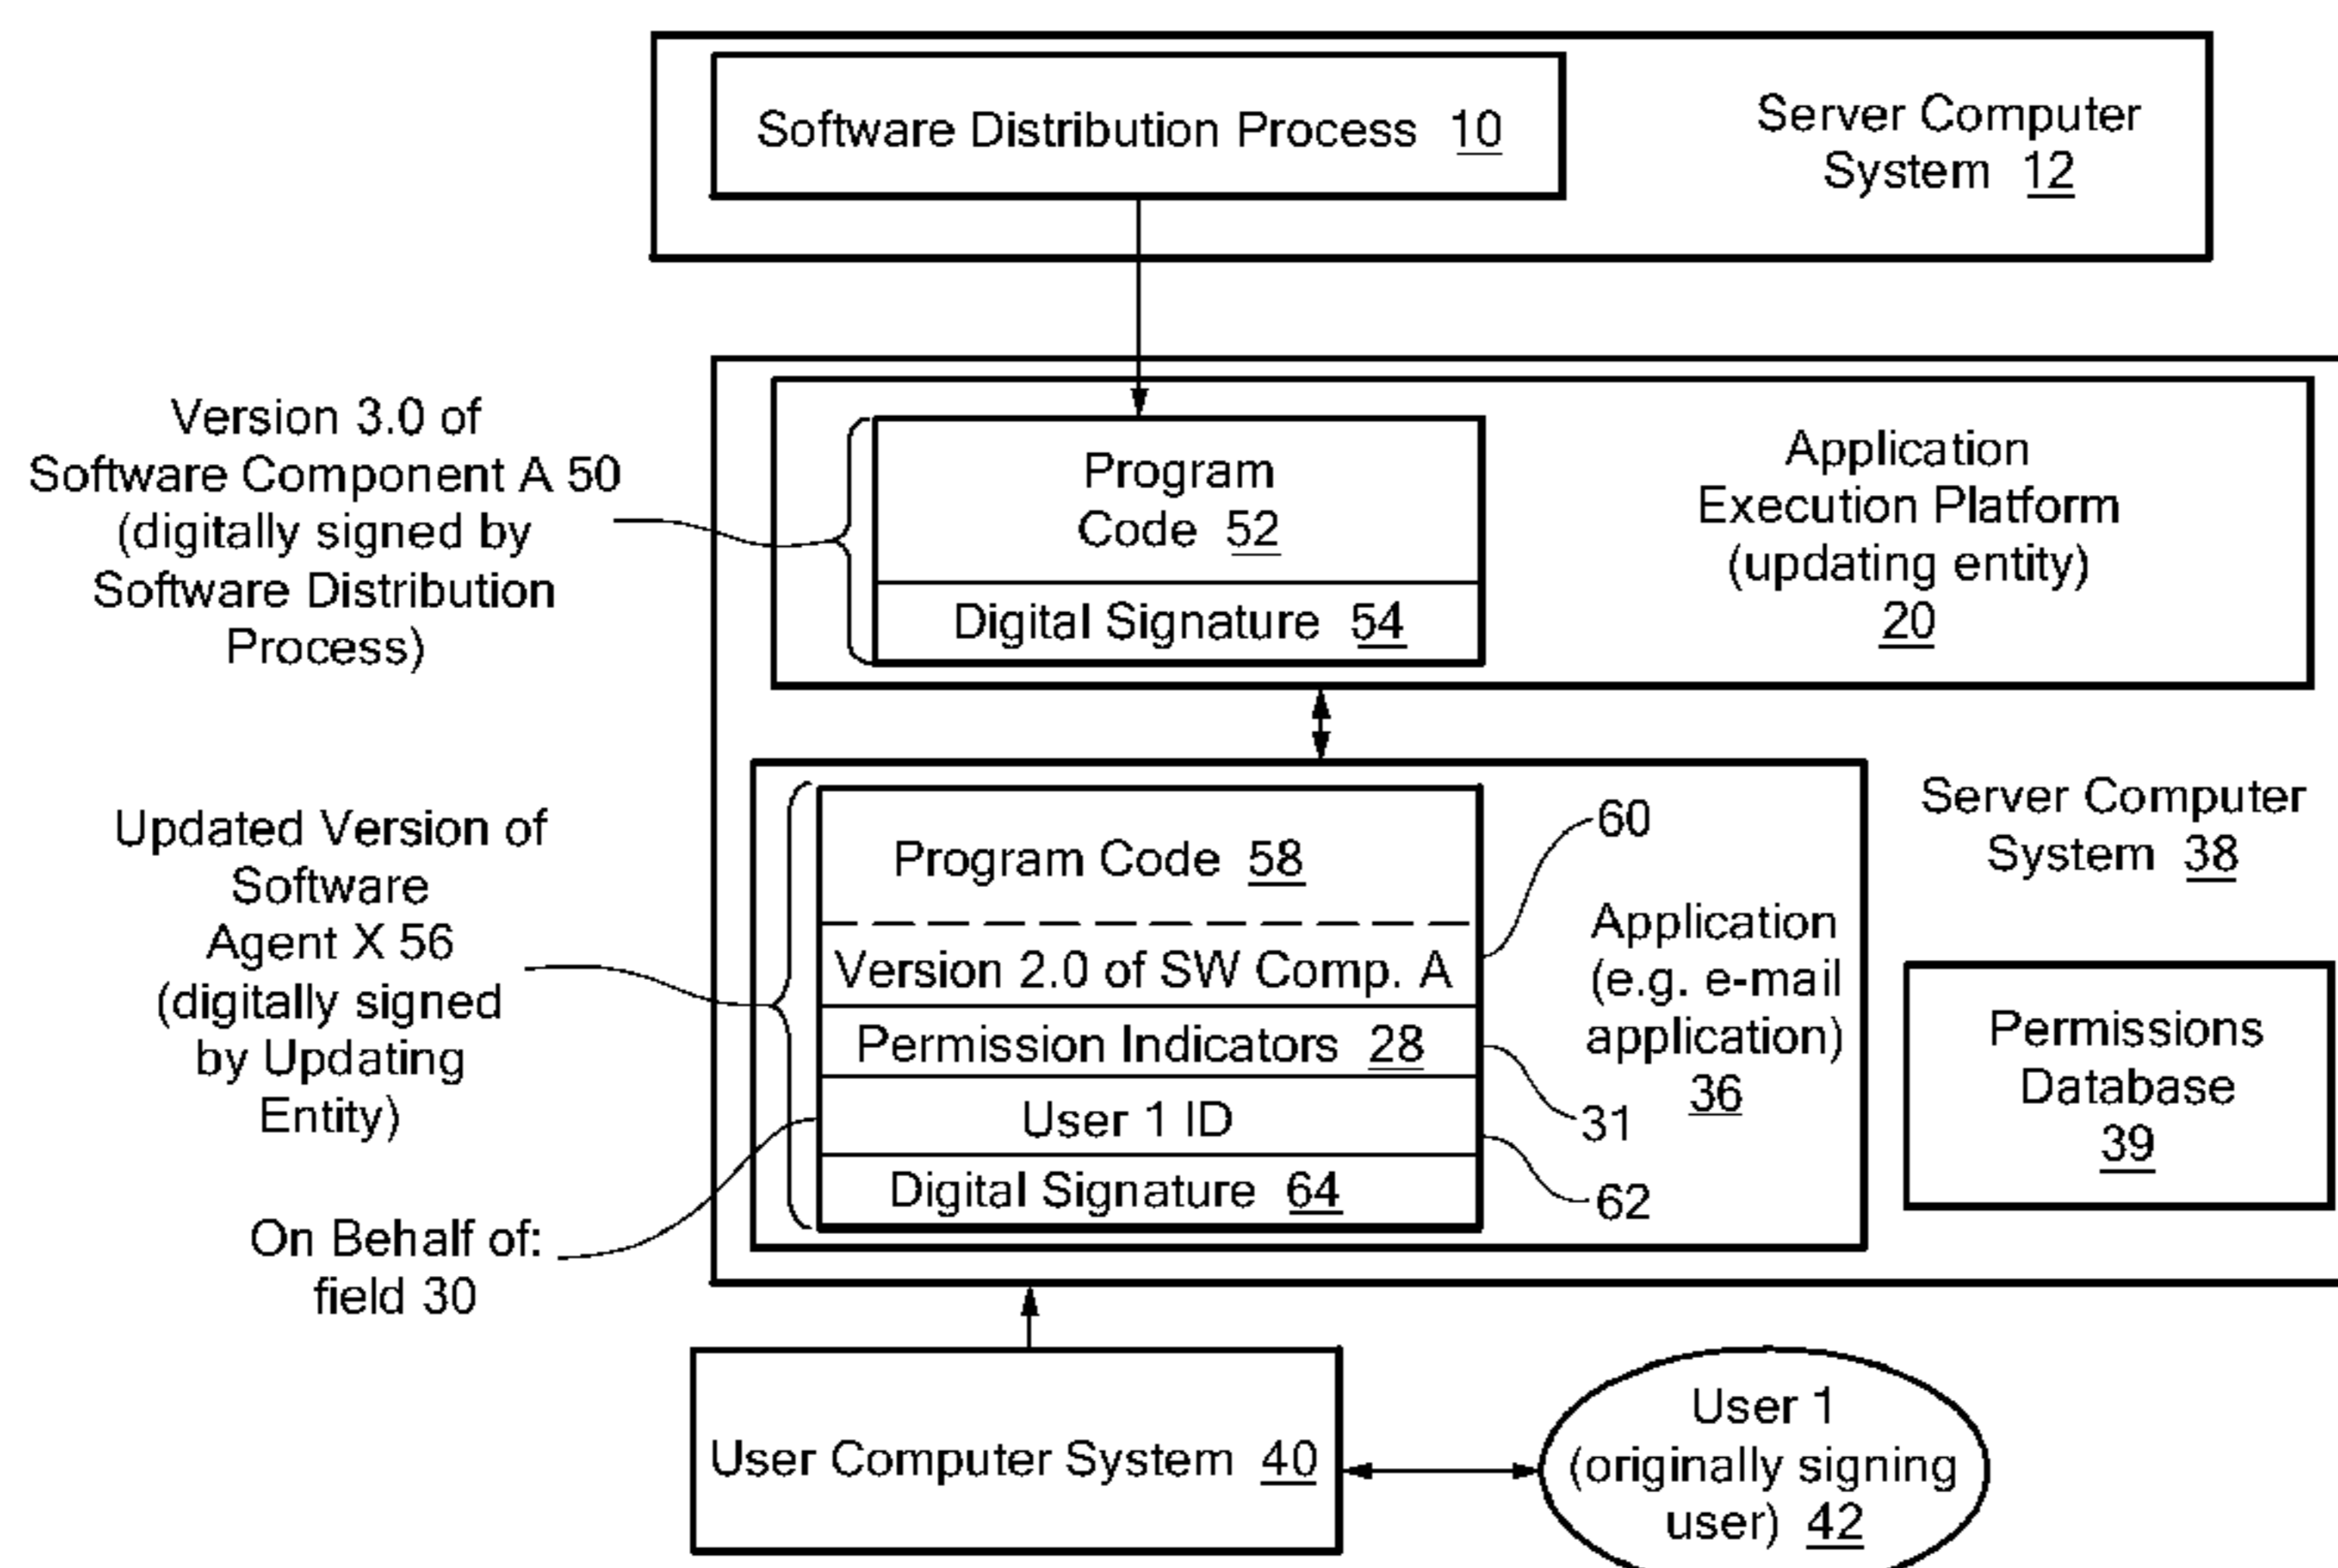 Software Distribution Process 10
Server Computer
System 12
Version 3.0 of
Software Component A 50
(digitally signed by
Software Distribution
Process)
Program
Code 52
Digital Signature 54
Application
Execution Platform
(updating entity)
20
Updated Version of
Software
Agent X 56
(digitally signed
by Updating
Entity)
On Behalf of:
field 30
Program Code 58
Version 2.0 of SW Comp. A
Permission Indicators 28
User 1 ID
Digital Signature 64
60
Application
(e.g. e-mail
application)
36
31
62
Server Computer
System 38
Permissions
Database
39
User Computer System 40
User 1
(originally signing
user) 42